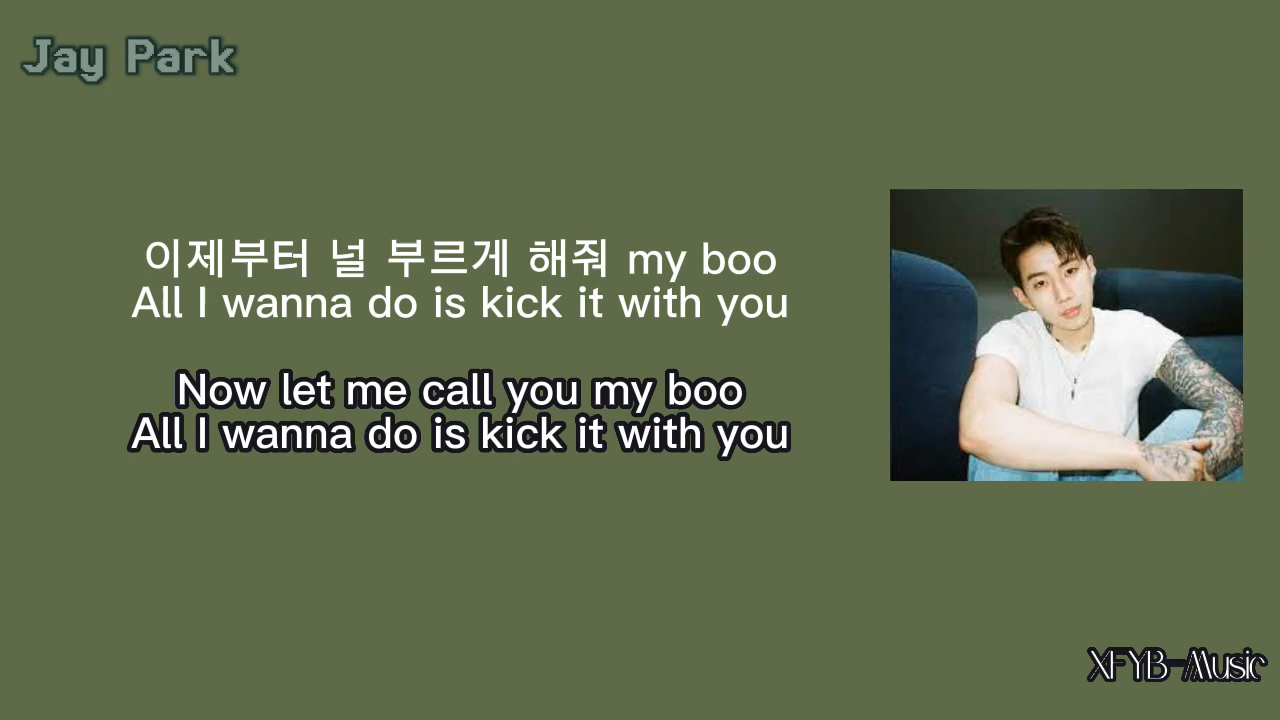 Jay Park
이제부터 널 부르게 해줘 my boo
All I wanna do is kick it with you
Now let me call you my boo
All I wanna do is kick it with you
XFYB-Music